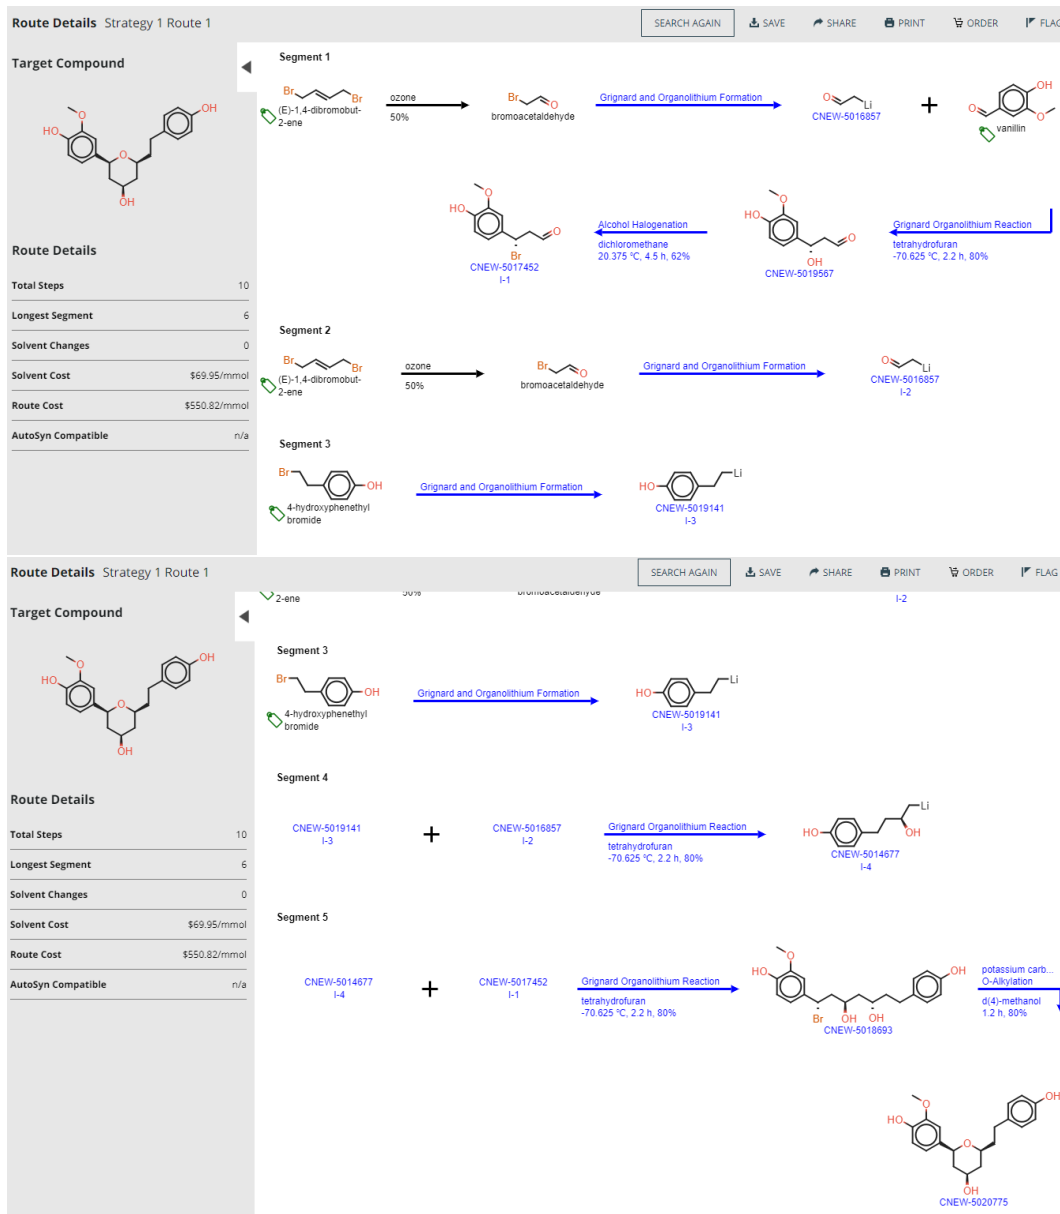 Route Details Strategy 1 Route 1
SEARCH AGAIN SAVE SHARE PRINT ORDER FLAG
Target Compound
OH
O
HO
O
OH
Route Details
Total Steps 10
Longest Segment 6
Solvent Changes 0
Solvent Cost $69.95/mmol
Route Cost $550.82/mmol
AutoSyn Compatible n/a
Segment 1
Br
Br
(E)-1,4-dibromobut-
2-ene
ozone
50%
Br
O
bromoacetaldehyde
Grignard and Organolithium Formation
O
Li
CNEW-5016857
+
OH
O
O
vanillin
Grignard Organolithium Reaction
tetrahydrofuran
-70.625 °C, 2.2 h, 80%
O
HO
O
OH
CNEW-5019567
Alcohol Halogenation
dichloromethane
20.375 °C, 4.5 h, 62%
O
HO
O
Br
CNEW-5017452
I-1
Segment 2
Br
Br
(E)-1,4-dibromobut-
2-ene
ozone
50%
Br
O
bromoacetaldehyde
Grignard and Organolithium Formation
O
Li
CNEW-5016857
I-2
Segment 3
Br
OH
4-hydroxyphenethyl
bromide
Grignard and Organolithium Formation
Li
HO
CNEW-5019141
I-3
Route Details Strategy 1 Route 1
SEARCH AGAIN SAVE SHARE PRINT ORDER FLAG
Target Compound
OH
O
HO
O
OH
Route Details
Total Steps 10
Longest Segment 6
Solvent Changes 0
Solvent Cost $69.95/mmol
Route Cost $550.82/mmol
AutoSyn Compatible n/a
2-ene
50%
bromoacetaldehyde
I-2
Segment 3
Br
OH
4-hydroxyphenethyl
bromide
Grignard and Organolithium Formation
Li
HO
CNEW-5019141
I-3
Segment 4
CNEW-5019141
I-3
+
CNEW-5016857
I-2
Grignard Organolithium Reaction
tetrahydrofuran
-70.625 °C, 2.2 h, 80%
Li
HO
OH
CNEW-5014677
I-4
Segment 5
CNEW-5014677
I-4
+
CNEW-5017452
I-1
Grignard Organolithium Reaction
tetrahydrofuran
-70.625 °C, 2.2 h, 80%
O
HO
OH
Br OH OH
CNEW-5018693
potassium carb...
O-Alkylation
d(4)-methanol
1.2 h, 80%
OH
O
HO
O
OH
CNEW-5020775